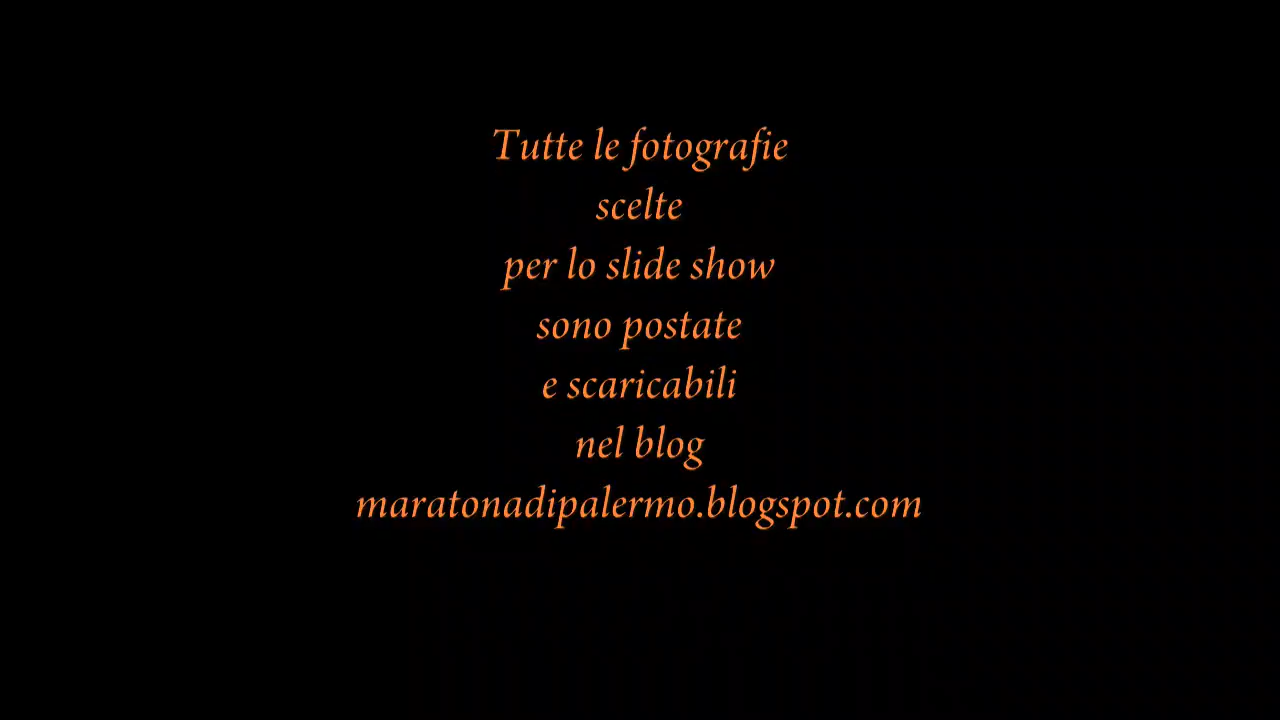 Tutte le fotografie
scelte
per lo slide show
sono postate
e scaricabili
nel blog
maratonadipalermo.blogspot.com